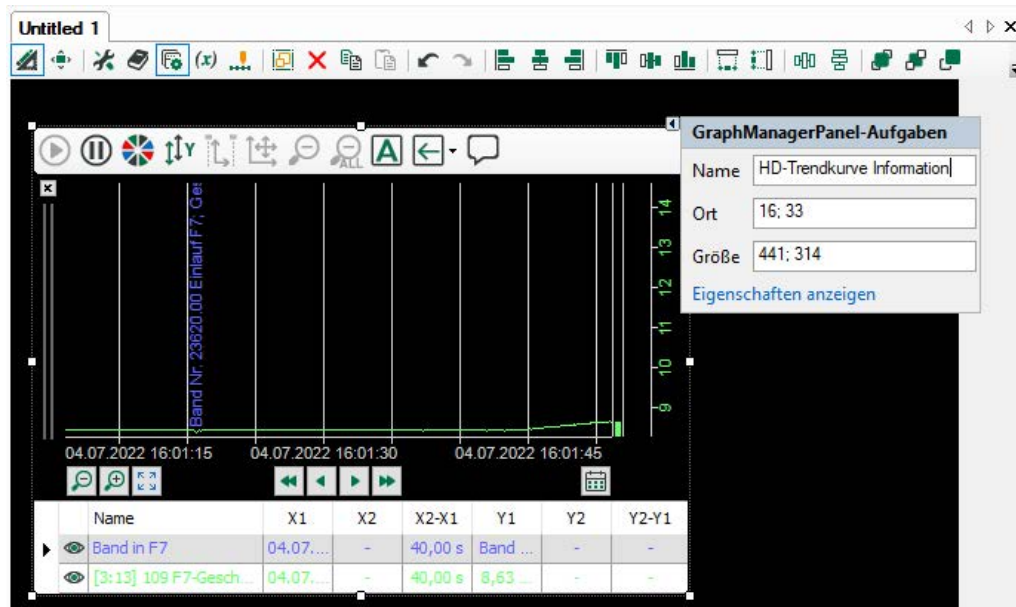 Untitled 1
(x)
GraphManagerPanel-Aufgaben
Name HD-Trendkurve Information
Ort 16; 33
Größe 441; 314
Eigenschaften anzeigen
Y
ALL
A
Band Nr. 23620.00 Einlauf F7; Ges
14
13
12
11
10
9
04.07.2022 16:01:15 04.07.2022 16:01:30 04.07.2022 16:01:45
Name X1 X2 X2-X1 Y1 Y2 Y2-Y1
Band in F7 04.07.... - 40,00 s Band ... - -
[3:13] 109 F7-Gesch... 04.07.... - 40,00 s 8,63 ... - -